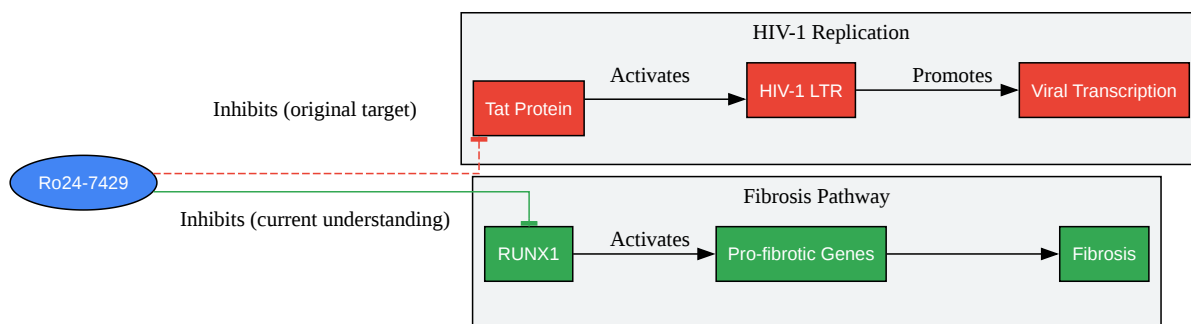 HIV-1 Replication
Activates
Promotes
Tat Protein
HIV-1 LTR
Viral Transcription
Inhibits (original target)
Ro24-7429
Inhibits (current understanding)
Fibrosis Pathway
Activates
RUNX1
Pro-fibrotic Genes
Fibrosis